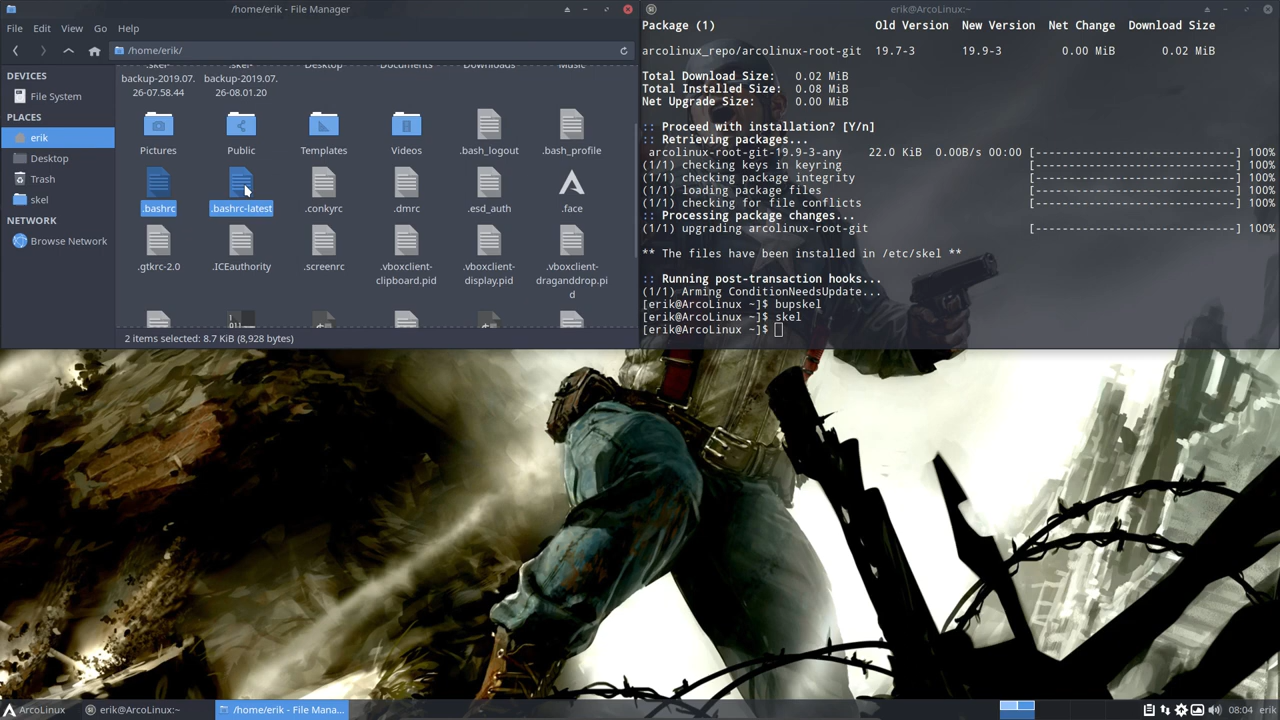 /home/erik - File Manager
File Edit View Go Help
/home/erik/
DEVICES
File System
PLACES
erik
Desktop
Trash
skel
NETWORK
Browse Network
.skel-
backup-2019.07.
26-07.58.44
.skel-
backup-2019.07.
26-08.01.20
Desktop
Documents
Downloads
Music
Pictures
Public
Templates
Videos
.bash_logout
.bash_profile
.bashrc
.bashrc-latest
.conkyrc
.dmrc
.esd_auth
.face
.gtkrc-2.0
.ICEauthority
.screenrc
.vboxclient-
clipboard.pid
.vboxclient-
display.pid
.vboxclient-
draganddrop.pi
d
2 items selected: 8.7 KiB (8,928 bytes)
erik@ArcoLinux:~
Package (1) Old Version New Version Net Change Download Size
arcolinux_repo/arcolinux-root-git 19.7-3 19.9-3 0.00 MiB 0.02 MiB
Total Download Size: 0.02 MiB
Total Installed Size: 0.08 MiB
Net Upgrade Size: 0.00 MiB
:: Proceed with installation? [Y/n]
:: Retrieving packages...
arcolinux-root-git-19.9-3-any 22.0 KiB 0.00B/s 00:00 [----------------------------------] 100%
(1/1) checking keys in keyring [----------------------------------] 100%
(1/1) checking package integrity [----------------------------------] 100%
(1/1) loading package files [----------------------------------] 100%
(1/1) checking for file conflicts [----------------------------------] 100%
:: Processing package changes...
(1/1) upgrading arcolinux-root-git [----------------------------------] 100%
** The files have been installed in /etc/skel **
:: Running post-transaction hooks...
(1/1) Arming ConditionNeedsUpdate...
[erik@ArcoLinux ~]$ bupskel
[erik@ArcoLinux ~]$ skel
[erik@ArcoLinux ~]$
ArcoLinux
erik@ArcoLinux:~
/home/erik - File Mana...
08:04 erik